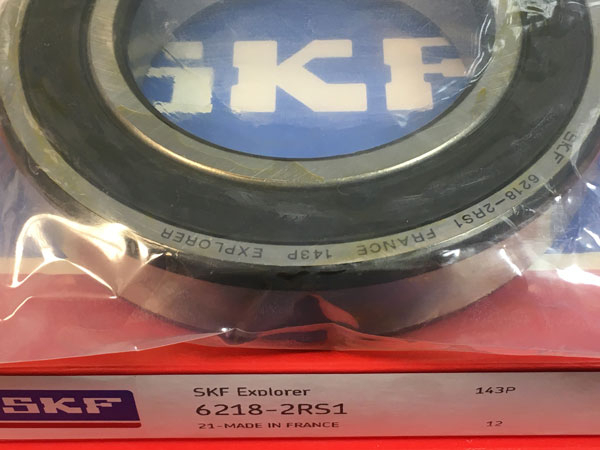 SKF
SKF 6218-2RS1 FRANCE 143P EXPLORER
SKF
SKF Explorer
6218-2RS1
21-MADE IN FRANCE
143P
12